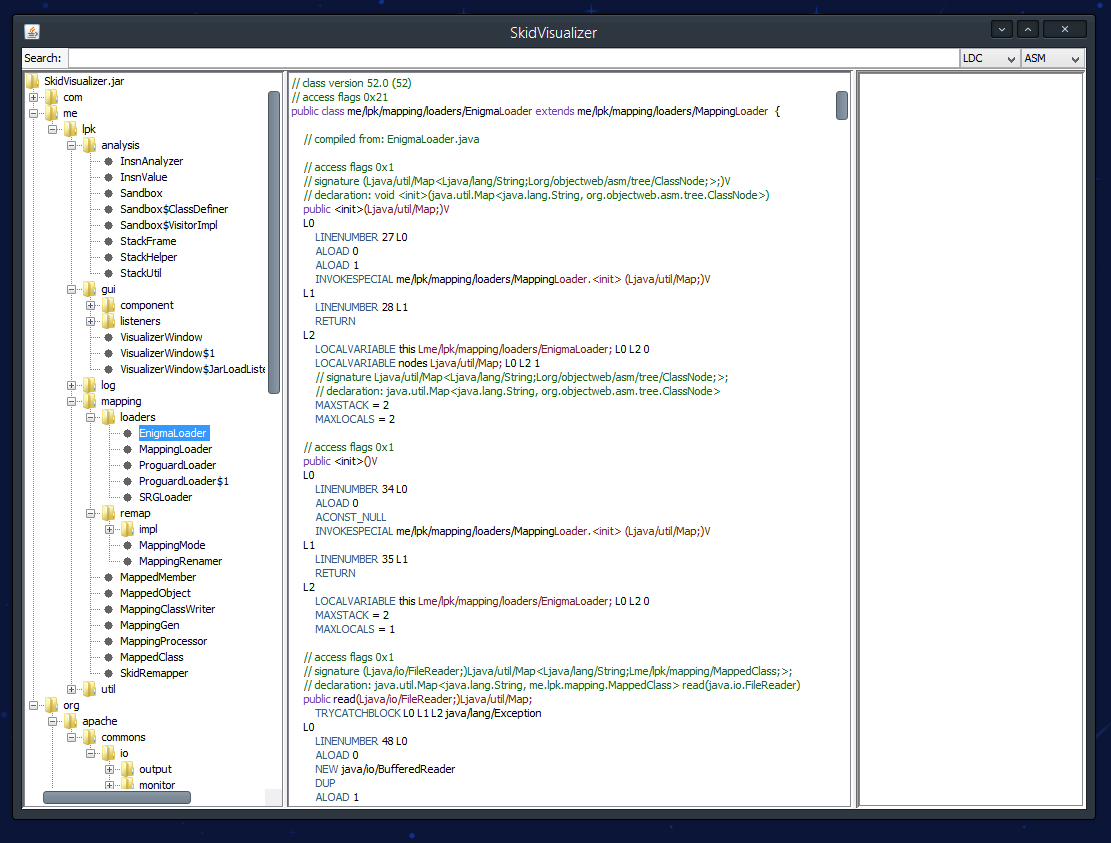 SkidVisualizer
Search:
LDC
ASM
SkidVisualizer.jar
com
me
lpk
analysis
InsnAnalyzer
InsnValue
Sandbox
Sandbox$ClassDefiner
Sandbox$VisitorImpl
StackFrame
StackHelper
StackUtil
gui
component
listeners
VisualizerWindow
VisualizerWindow$1
VisualizerWindow$JarLoadListe
log
mapping
loaders
EnigmaLoader
MappingLoader
ProguardLoader
ProguardLoader$1
SRGLoader
remap
impl
MappingMode
MappingRenamer
MappedMember
MappedObject
MappingClassWriter
MappingGen
MappingProcessor
MappedClass
SkidRemapper
util
org
apache
commons
io
output
monitor
// class version 52.0 (52)
// access flags 0x21
public class me/lpk/mapping/loaders/EnigmaLoader extends me/lpk/mapping/loaders/MappingLoader {
// compiled from: EnigmaLoader.java
// access flags 0x1
// signature (Ljava/util/Map<Ljava/lang/String;Lorg/objectweb/asm/tree/ClassNode;>;)V
// declaration: void <init>(java.util.Map<java.lang.String, org.objectweb.asm.tree.ClassNode>)
public <init>(Ljava/util/Map;)V
L0
LINENUMBER 27 L0
ALOAD 0
ALOAD 1
INVOKESPECIAL me/lpk/mapping/loaders/MappingLoader.<init> (Ljava/util/Map;)V
L1
LINENUMBER 28 L1
RETURN
L2
LOCALVARIABLE this Lme/lpk/mapping/loaders/EnigmaLoader; L0 L2 0
LOCALVARIABLE nodes Ljava/util/Map; L0 L2 1
// signature Ljava/util/Map<Ljava/lang/String;Lorg/objectweb/asm/tree/ClassNode;>;
// declaration: java.util.Map<java.lang.String, org.objectweb.asm.tree.ClassNode>
MAXSTACK = 2
MAXLOCALS = 2
// access flags 0x1
public <init>()V
L0
LINENUMBER 34 L0
ALOAD 0
ACONST_NULL
INVOKESPECIAL me/lpk/mapping/loaders/MappingLoader.<init> (Ljava/util/Map;)V
L1
LINENUMBER 35 L1
RETURN
L2
LOCALVARIABLE this Lme/lpk/mapping/loaders/EnigmaLoader; L0 L2 0
MAXSTACK = 2
MAXLOCALS = 1
// access flags 0x1
// signature (Ljava/io/FileReader;)Ljava/util/Map<Ljava/lang/String;Lme/lpk/mapping/MappedClass;>;
// declaration: java.util.Map<java.lang.String, me.lpk.mapping.MappedClass> read(java.io.FileReader)
public read(Ljava/io/FileReader;)Ljava/util/Map;
TRYCATCHBLOCK L0 L1 L2 java/lang/Exception
L0
LINENUMBER 48 L0
ALOAD 0
NEW java/io/BufferedReader
DUP
ALOAD 1